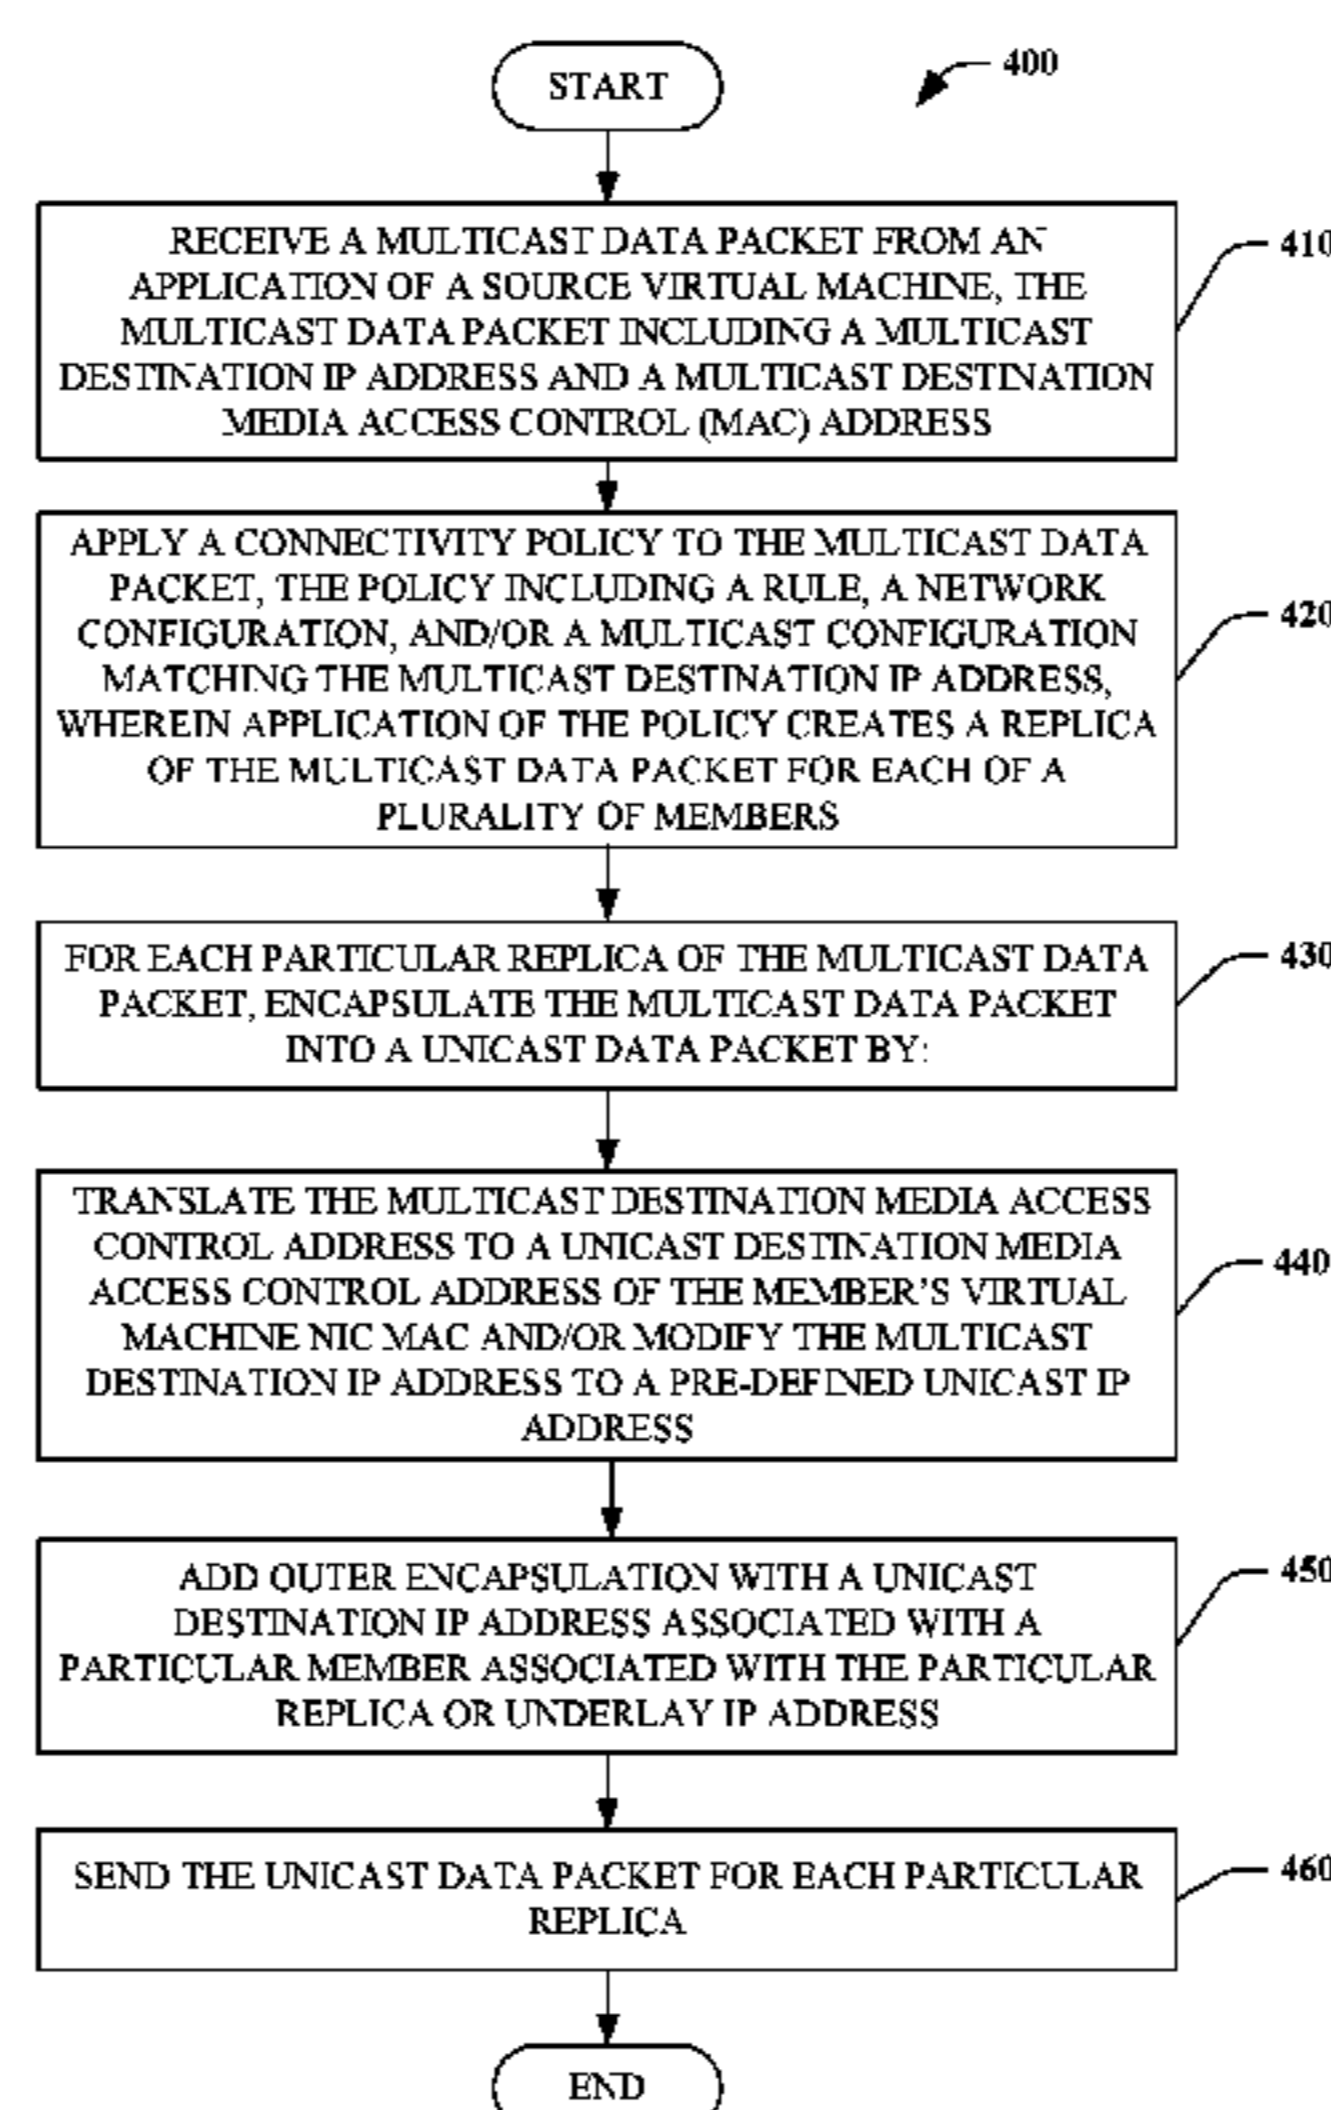 START
400
RECEIVE A MULTICAST DATA PACKET FROM AN
APPLICATION OF A SOURCE VIRTUAL MACHINE, THE
MULTICAST DATA PACKET INCLUDING A MULTICAST
DESTINATION IP ADDRESS AND A MULTICAST DESTINATION
MEDIA ACCESS CONTROL (MAC) ADDRESS
410
APPLY A CONNECTIVITY POLICY TO THE MULTICAST DATA
PACKET, THE POLICY INCLUDING A RULE, A NETWORK
CONFIGURATION, AND/OR A MULTICAST CONFIGURATION
MATCHING THE MULTICAST DESTINATION IP ADDRESS,
WHEREIN APPLICATION OF THE POLICY CREATES A REPLICA
OF THE MULTICAST DATA PACKET FOR EACH OF A
PLURALITY OF MEMBERS
420
FOR EACH PARTICULAR REPLICA OF THE MULTICAST DATA
PACKET, ENCAPSULATE THE MULTICAST DATA PACKET
INTO A UNICAST DATA PACKET BY:
430
TRANSLATE THE MULTICAST DESTINATION MEDIA ACCESS
CONTROL ADDRESS TO A UNICAST DESTINATION MEDIA
ACCESS CONTROL ADDRESS OF THE MEMBER'S VIRTUAL
MACHINE NIC MAC AND/OR MODIFY THE MULTICAST
DESTINATION IP ADDRESS TO A PRE-DEFINED UNICAST IP
ADDRESS
440
ADD OUTER ENCAPSULATION WITH A UNICAST
DESTINATION IP ADDRESS ASSOCIATED WITH A
PARTICULAR MEMBER ASSOCIATED WITH THE PARTICULAR
REPLICA OR UNDERLAY IP ADDRESS
450
SEND THE UNICAST DATA PACKET FOR EACH PARTICULAR
REPLICA
460
END